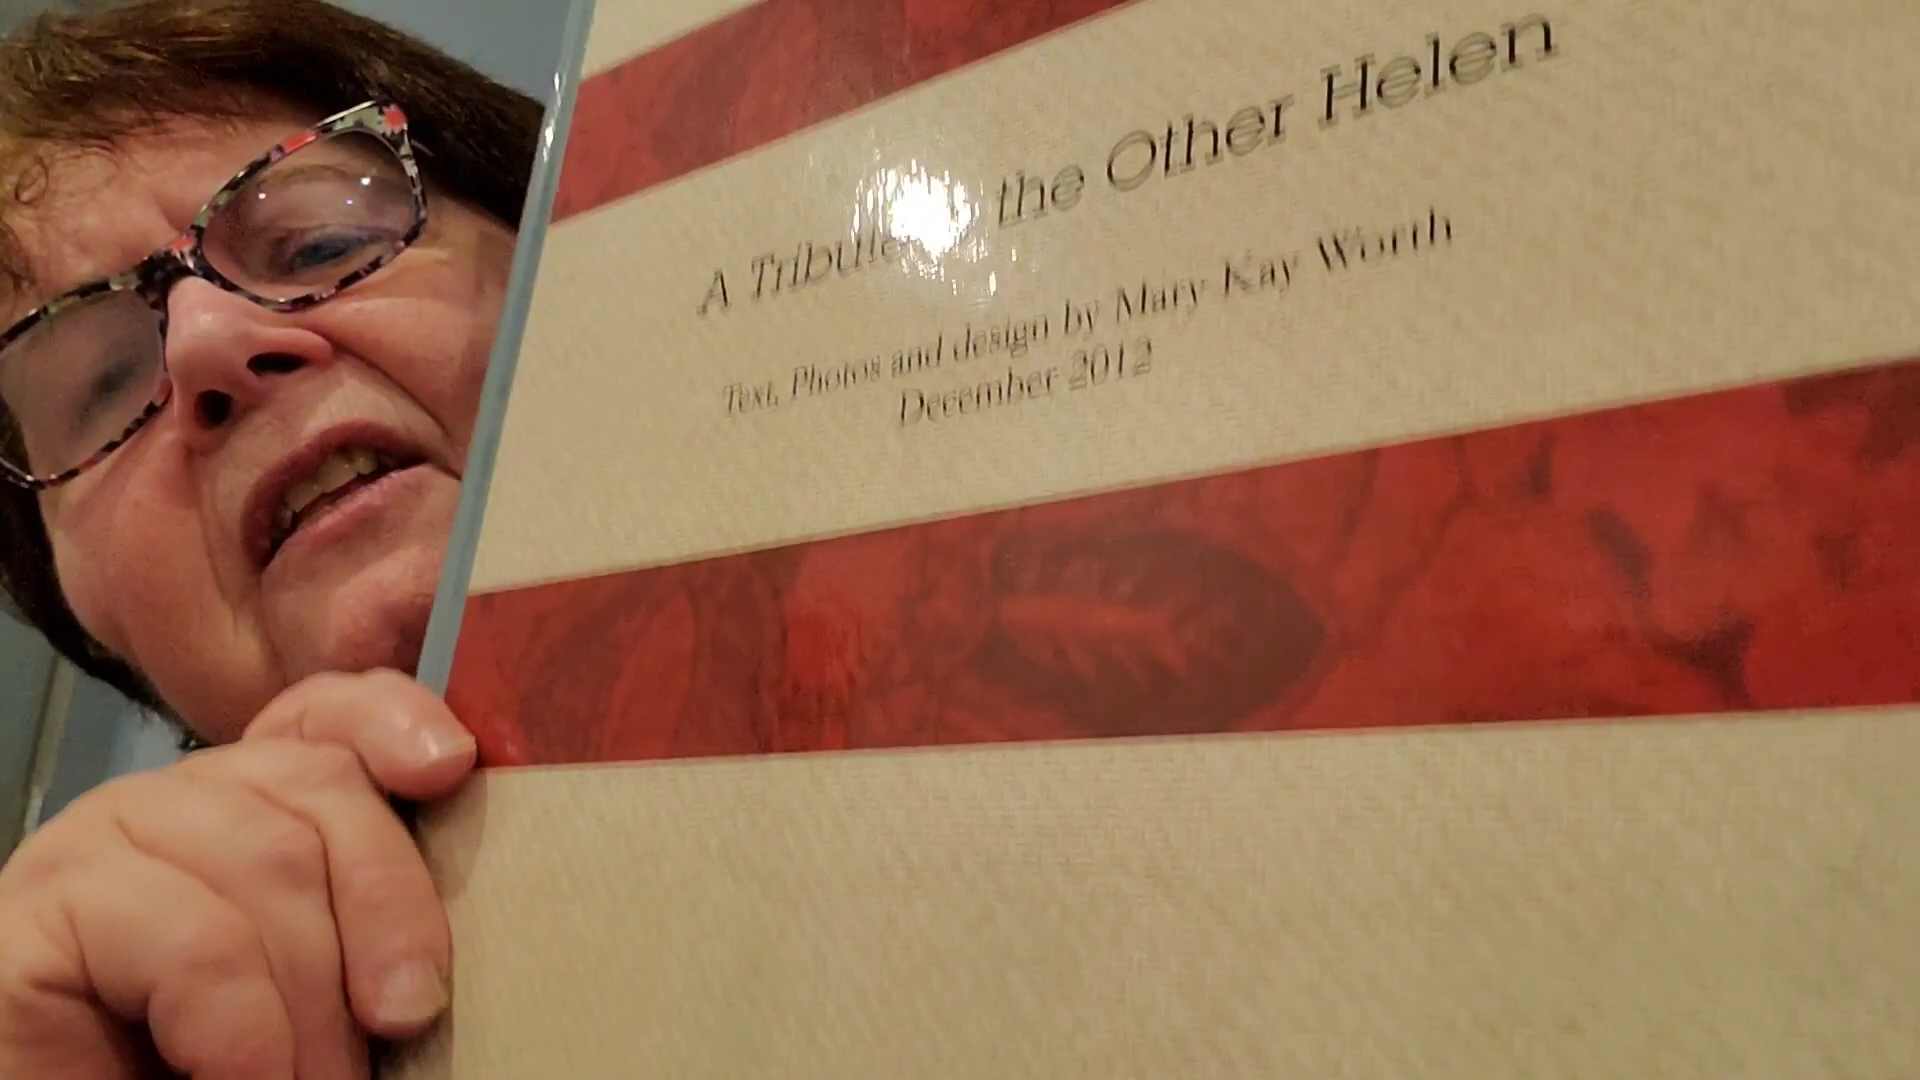 A Tribute the Other Helen
Text, Photos and design by Mary Kay Worth
December 2012